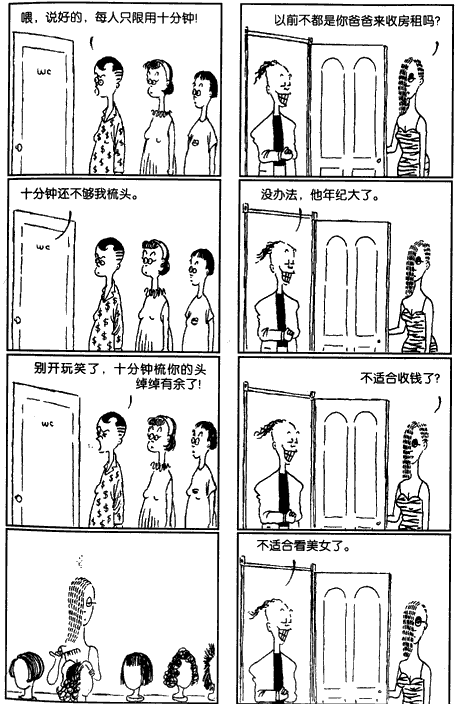 喂，说好的，每人只限用十分钟!
WC
十分钟还不够我梳头。
WC
别开玩笑了，十分钟梳你的头
绰绰有余了!
WC
以前不都是你爸爸来收房租吗?
没办法，他年纪大了。
不适合收钱了?
不适合看美女了。